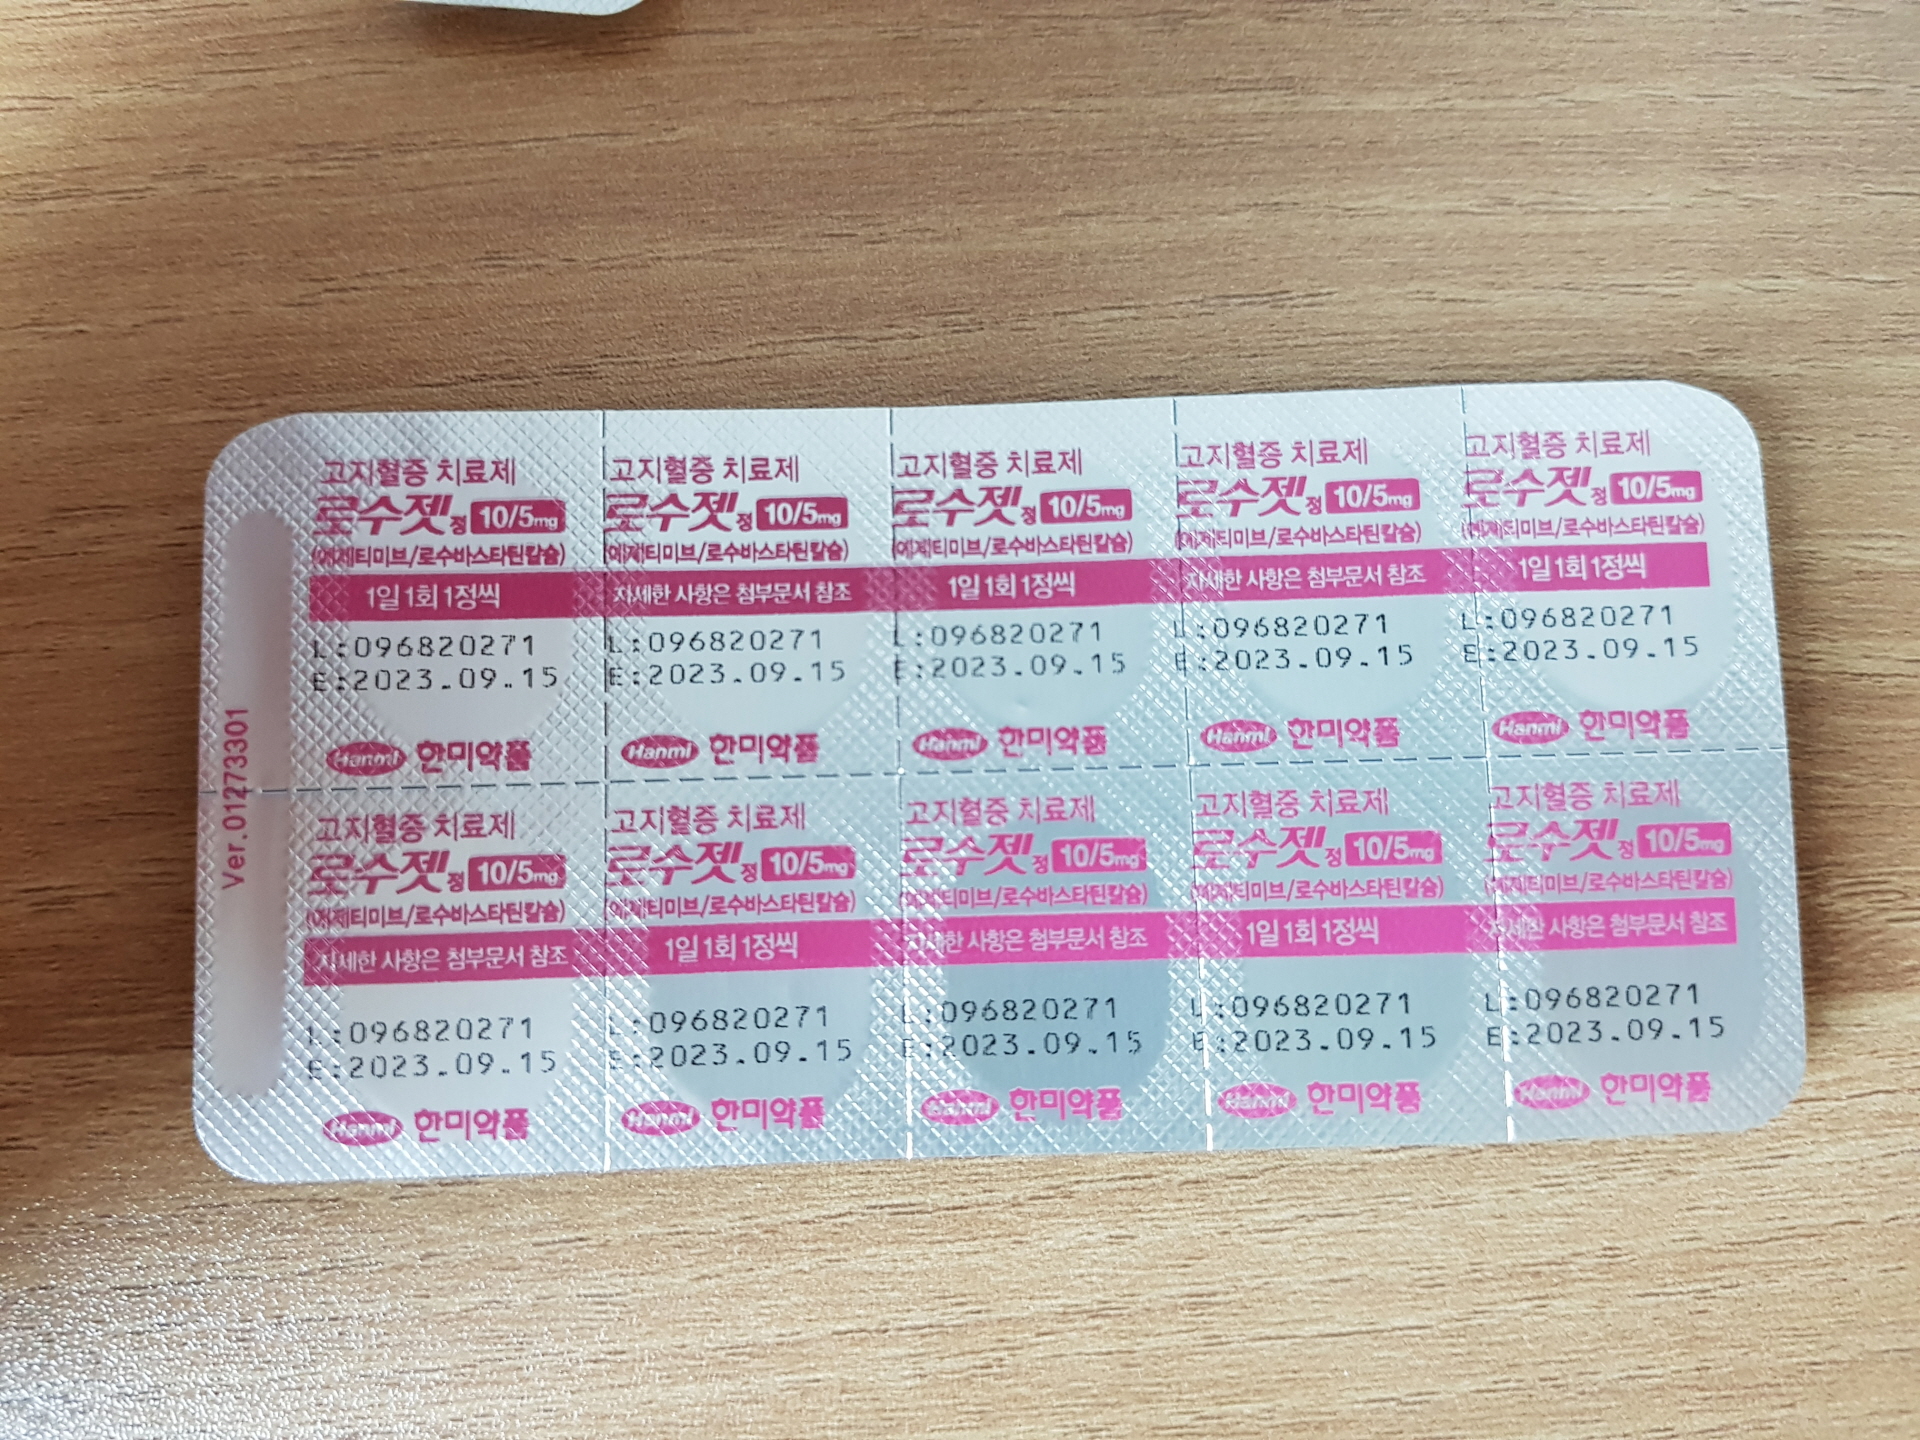 고지혈증 치료제
로수젯정 10/5mg
(에제티미브/로수바스타틴칼슘)
1일 1회 1정씩
L:096820271
E:2023.09.15
Hanmi 한미약품
고지혈증 치료제
로수젯정 10/5mg
(에제티미브/로수바스타틴칼슘)
자세한 사항은 첨부문서 참조
L:096820271
E:2023.09.15
Hanmi 한미약품
고지혈증 치료제
로수젯정 10/5mg
(에제티미브/로수바스타틴칼슘)
1일 1회 1정씩
L:096820271
E:2023.09.15
Hanmi 한미약품
고지혈증 치료제
로수젯정 10/5mg
(에제티미브/로수바스타틴칼슘)
자세한 사항은 첨부문서 참조
L:096820271
E:2023.09.15
Hanmi 한미약품
고지혈증 치료제
로수젯정 10/5mg
(에제티미브/로수바스타틴칼슘)
1일 1회 1정씩
L:096820271
E:2023.09.15
Hanmi 한미약품
Ver.01273301
고지혈증 치료제
로수젯정 10/5mg
(에제티미브/로수바스타틴칼슘)
자세한 사항은 첨부문서 참조
L:096820271
E:2023.09.15
Hanmi 한미약품
고지혈증 치료제
로수젯정 10/5mg
(에제티미브/로수바스타틴칼슘)
1일 1회 1정씩
L:096820271
E:2023.09.15
Hanmi 한미약품
고지혈증 치료제
로수젯정 10/5mg
(에제티미브/로수바스타틴칼슘)
자세한 사항은 첨부문서 참조
L:096820271
E:2023.09.15
Hanmi 한미약품
고지혈증 치료제
로수젯정 10/5mg
(에제티미브/로수바스타틴칼슘)
1일 1회 1정씩
L:096820271
E:2023.09.15
Hanmi 한미약품
고지혈증 치료제
로수젯정 10/5mg
(에제티미브/로수바스타틴칼슘)
자세한 사항은 첨부문서 참조
L:096820271
E:2023.09.15
Hanmi 한미약품